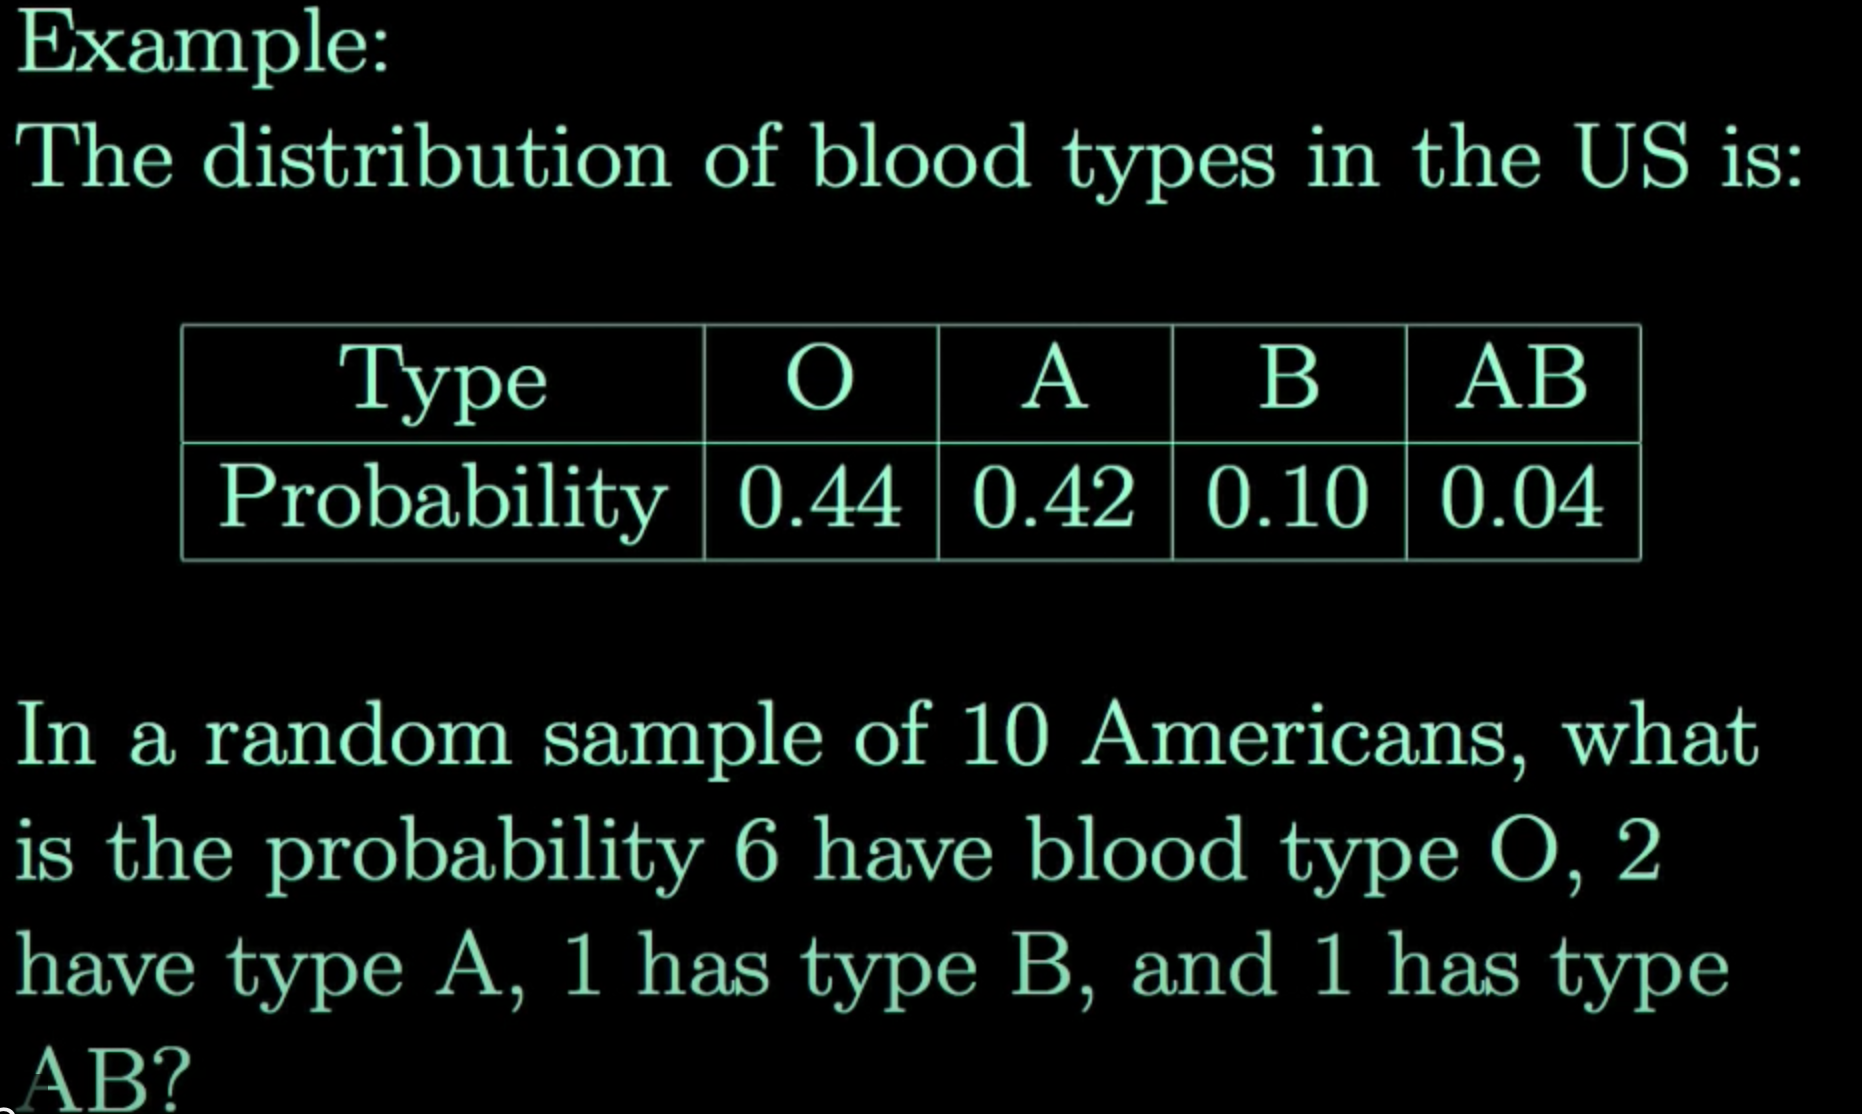 Example:
The distribution of blood types in the US is:
Type O A B AB
Probability 0.44 0.42 0.10 0.04
In a random sample of 10 Americans, what
is the probability 6 have blood type O, 2
have type A, 1 has type B, and 1 has type
AB?